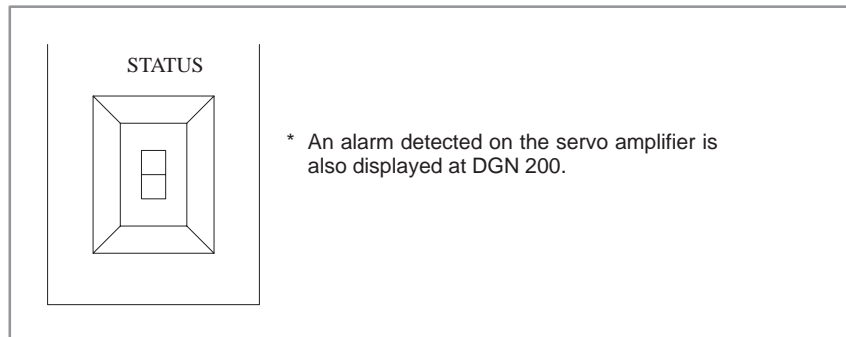 STATUS
* An alarm detected on the servo amplifier is
also displayed at DGN 200.